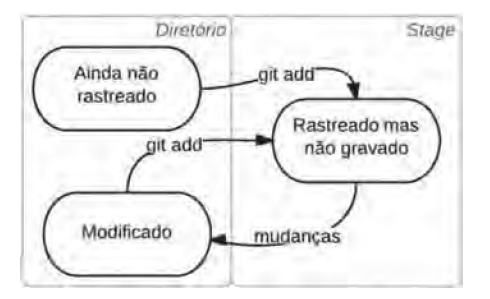 Diretório
Stage
Ainda não
rastreado
git add
Rastreado mas
não gravado
git add
Modificado
mudanças